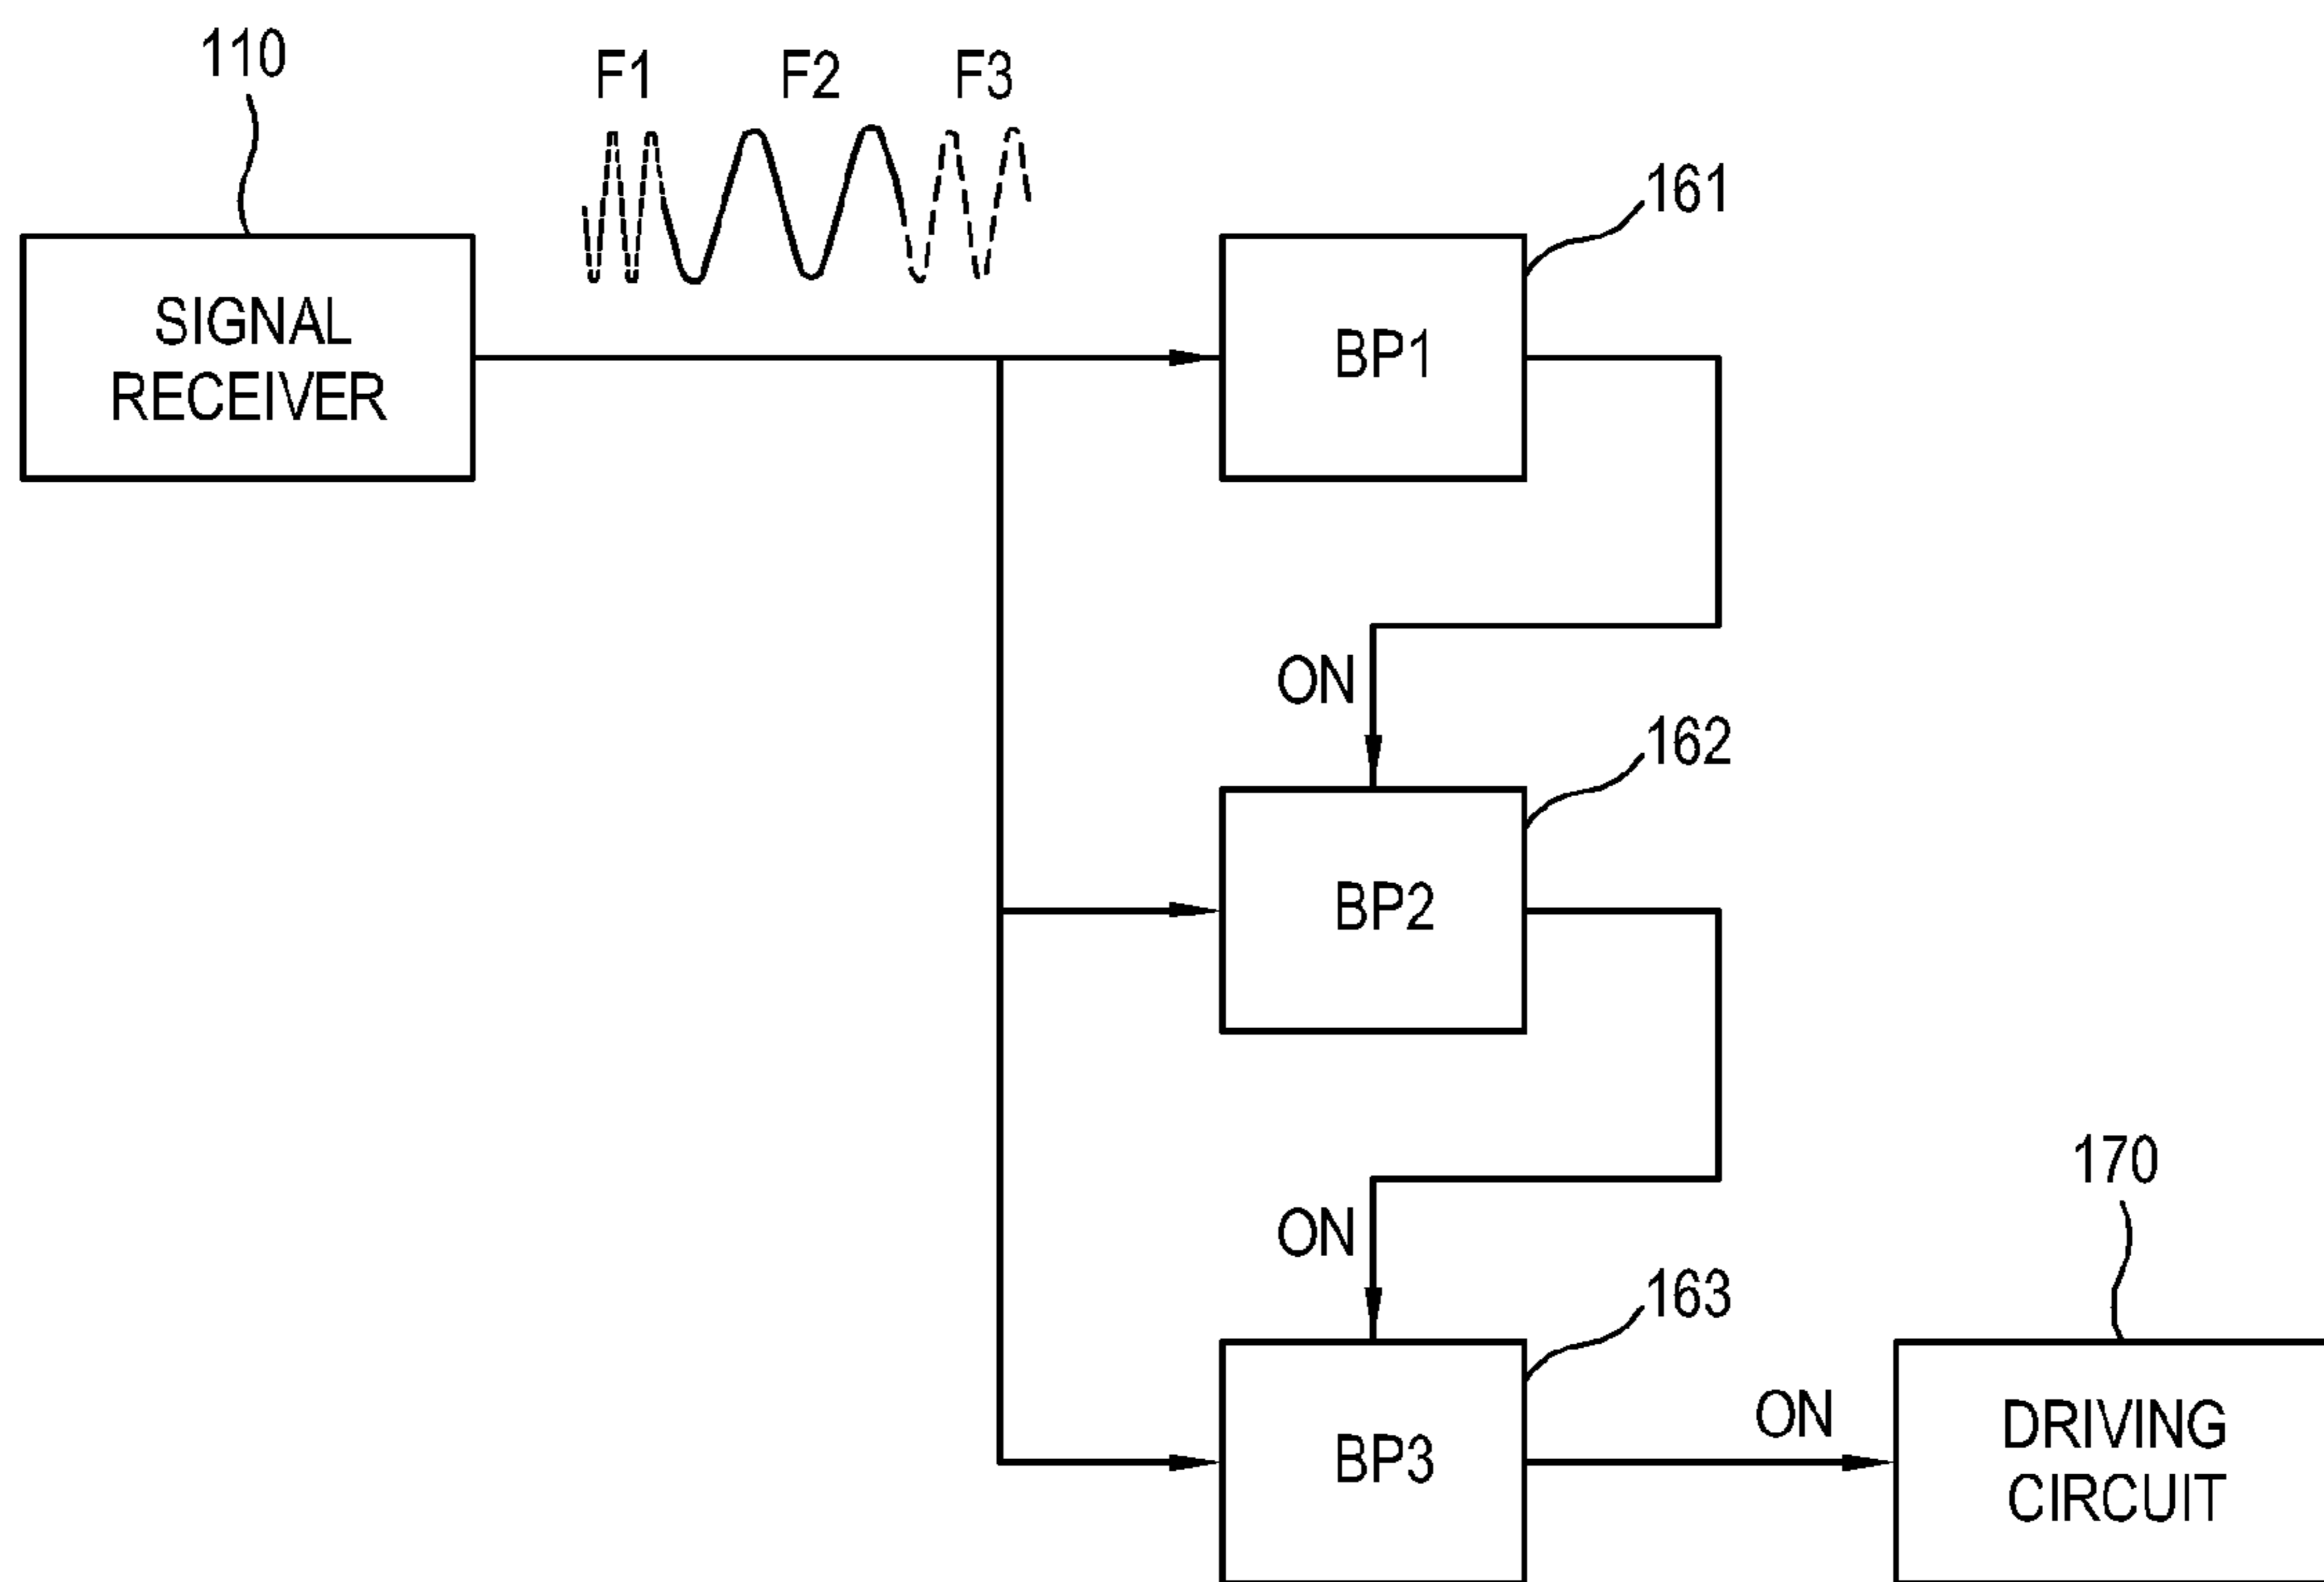 110
F1 F2 F3
161
SIGNAL
RECEIVER
BP1
ON
162
BP2
ON
163
170
BP3
ON
DRIVING
CIRCUIT